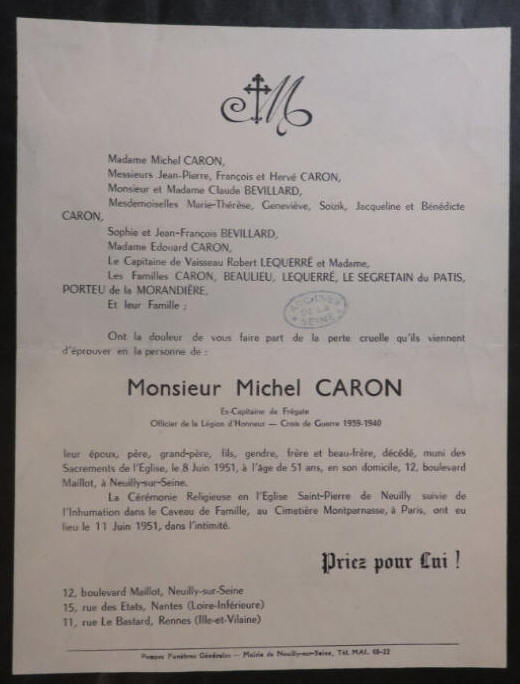 M
Madame Michel CARON,
Messieurs Jean-Pierre, François et Hervé CARON,
Monsieur et Madame Claude BEVILLARD,
Mesdemoiselles Marie-Thérèse, Geneviève, Soizik, Jacqueline et Bénédicte
CARON,
Sophie et Jean-François BEVILLARD,
Madame Edouard CARON,
Le Capitaine de Vaisseau Robert LEQUERRÉ et Madame,
Les Familles CARON, BEAULIEU, LEQUERRÉ, LE SEGRETAIN du PATIS,
PORTEU de la MORANDIÈRE,
Et leur Famille ;
ARCHIVES
DE LA
SEINE
Ont la douleur de vous faire part de la perte cruelle qu'ils viennent
d'éprouver en la personne de :
Monsieur Michel CARON
Ex-Capitaine de Frégate
Officier de la Légion d'Honneur — Croix de Guerre 1939-1940
leur époux, père, grand-père, fils, gendre, frère et beau-frère, décédé, muni des
Sacrements de l'Eglise, le 8 Juin 1951, à l'âge de 51 ans, en son domicile, 12, boulevard
Maillot, à Neuilly-sur-Seine.
La Cérémonie Religieuse en l'Eglise Saint-Pierre de Neuilly suivie de
l'Inhumation dans le Caveau de Famille, au Cimetière Montparnasse, à Paris, ont eu
lieu le 11 Juin 1951, dans l'intimité.
Priez pour Lui !
12, boulevard Maillot, Neuilly-sur-Seine
15, rue des Etats, Nantes (Loire-Inférieure)
11, rue Le Bastard, Rennes (Ille-et-Vilaine)
Pompes Funèbres Générales — Mairie de Neuilly-sur-Seine, Tél. MAI. 68-22